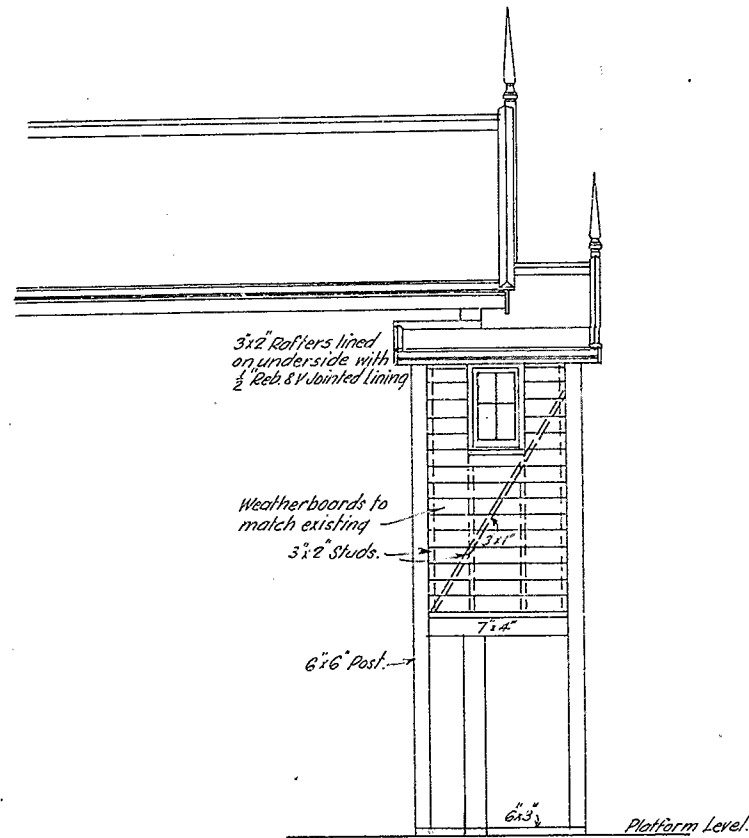 3"x2" Rafters lined
on underside with
1/2" Reb. & V Jointed Lining
Weatherboards to
match existing
3"x1"
3"x2" Studs.
7"x4"
6"x6" Post.
6"x3"
Platform Level.